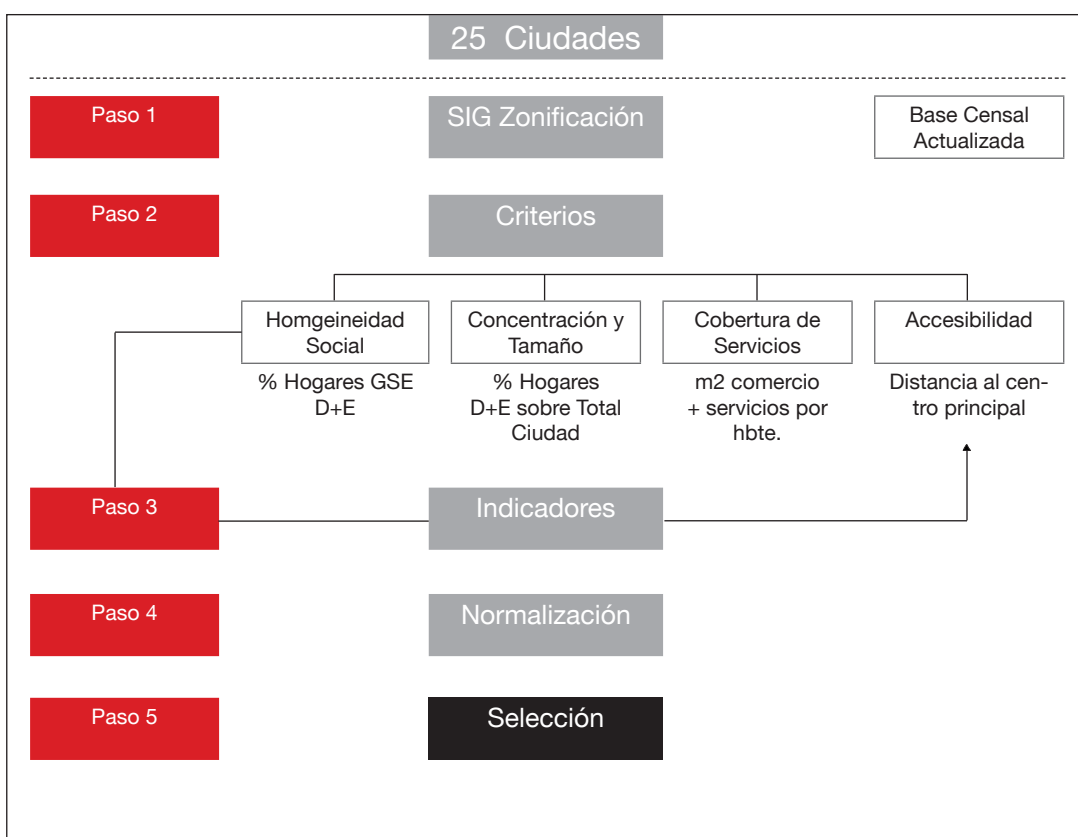 25 Ciudades
Paso 1
SIG Zonificación
Base Censal
Actualizada
Paso 2
Criterios
Homgeineidad
Social
% Hogares GSE
D+E
Concentración y
Tamaño
% Hogares
D+E sobre Total
Ciudad
Cobertura de
Servicios
m2 comercio
+ servicios por
hbte.
Accesibilidad
Distancia al cen-
tro principal
Paso 3
Indicadores
Paso 4
Normalización
Paso 5
Selección